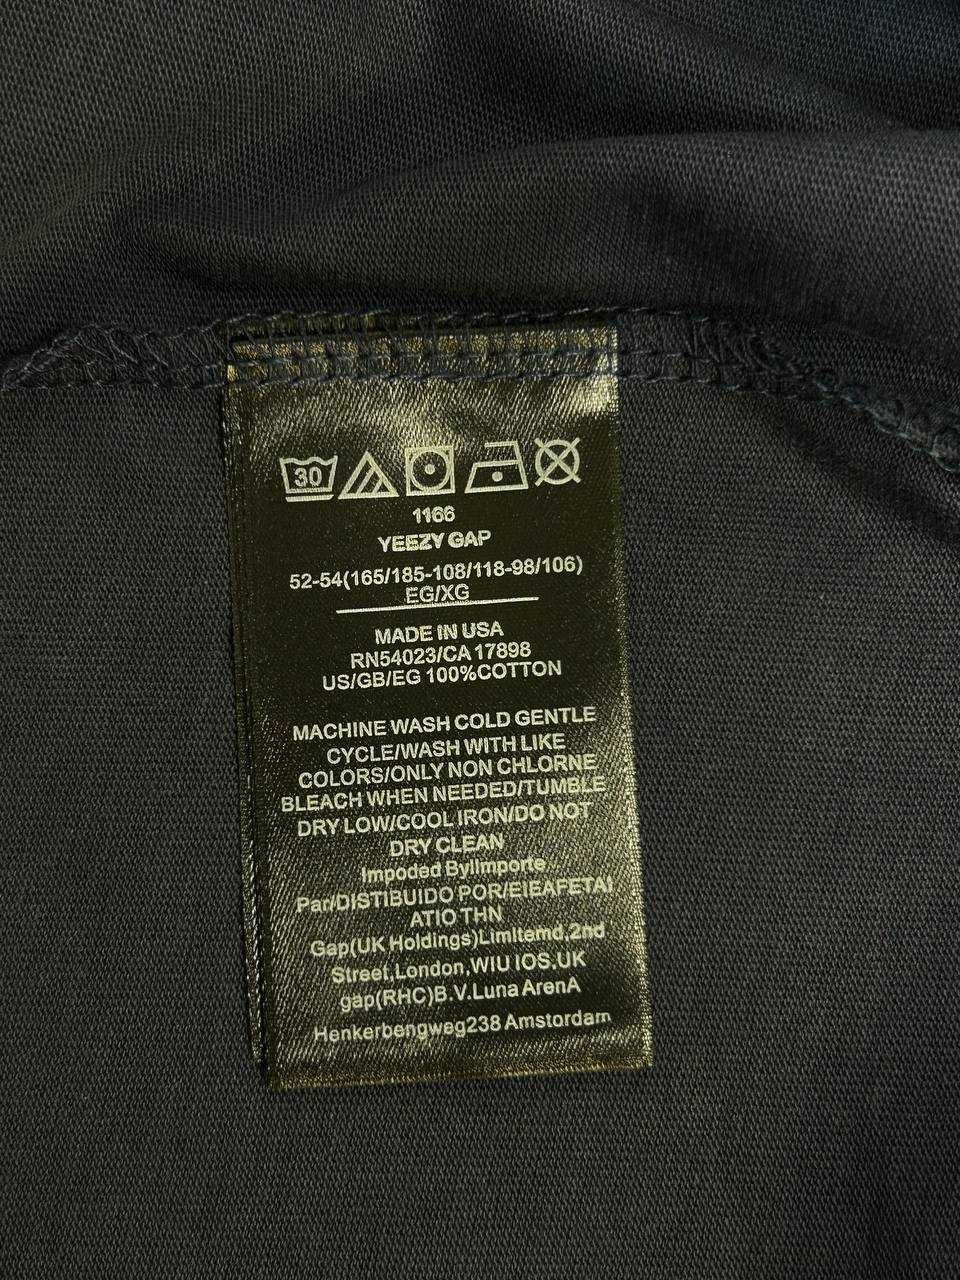 30
1166
YEEZY GAP
52-54(165/185-108/118-98/106)
EG/XG
MADE IN USA
RN54023/CA 17898
US/GB/EG 100%COTTON
MACHINE WASH COLD GENTLE
CYCLE/WASH WITH LIKE
COLORS/ONLY NON CHLORNE
BLEACH WHEN NEEDED/TUMBLE
DRY LOW/COOL IRON/DO NOT
DRY CLEAN
Impoded ByIImporte
Par/DISTIBUIDO POR/EIEAFETAI
ATIO THN
Gap(UK Holdings)Limitemd,2nd
Street,London,WIU IOS.UK
gap(RHC)B.V.Luna ArenA
Henkerbengweg238 Amstordam